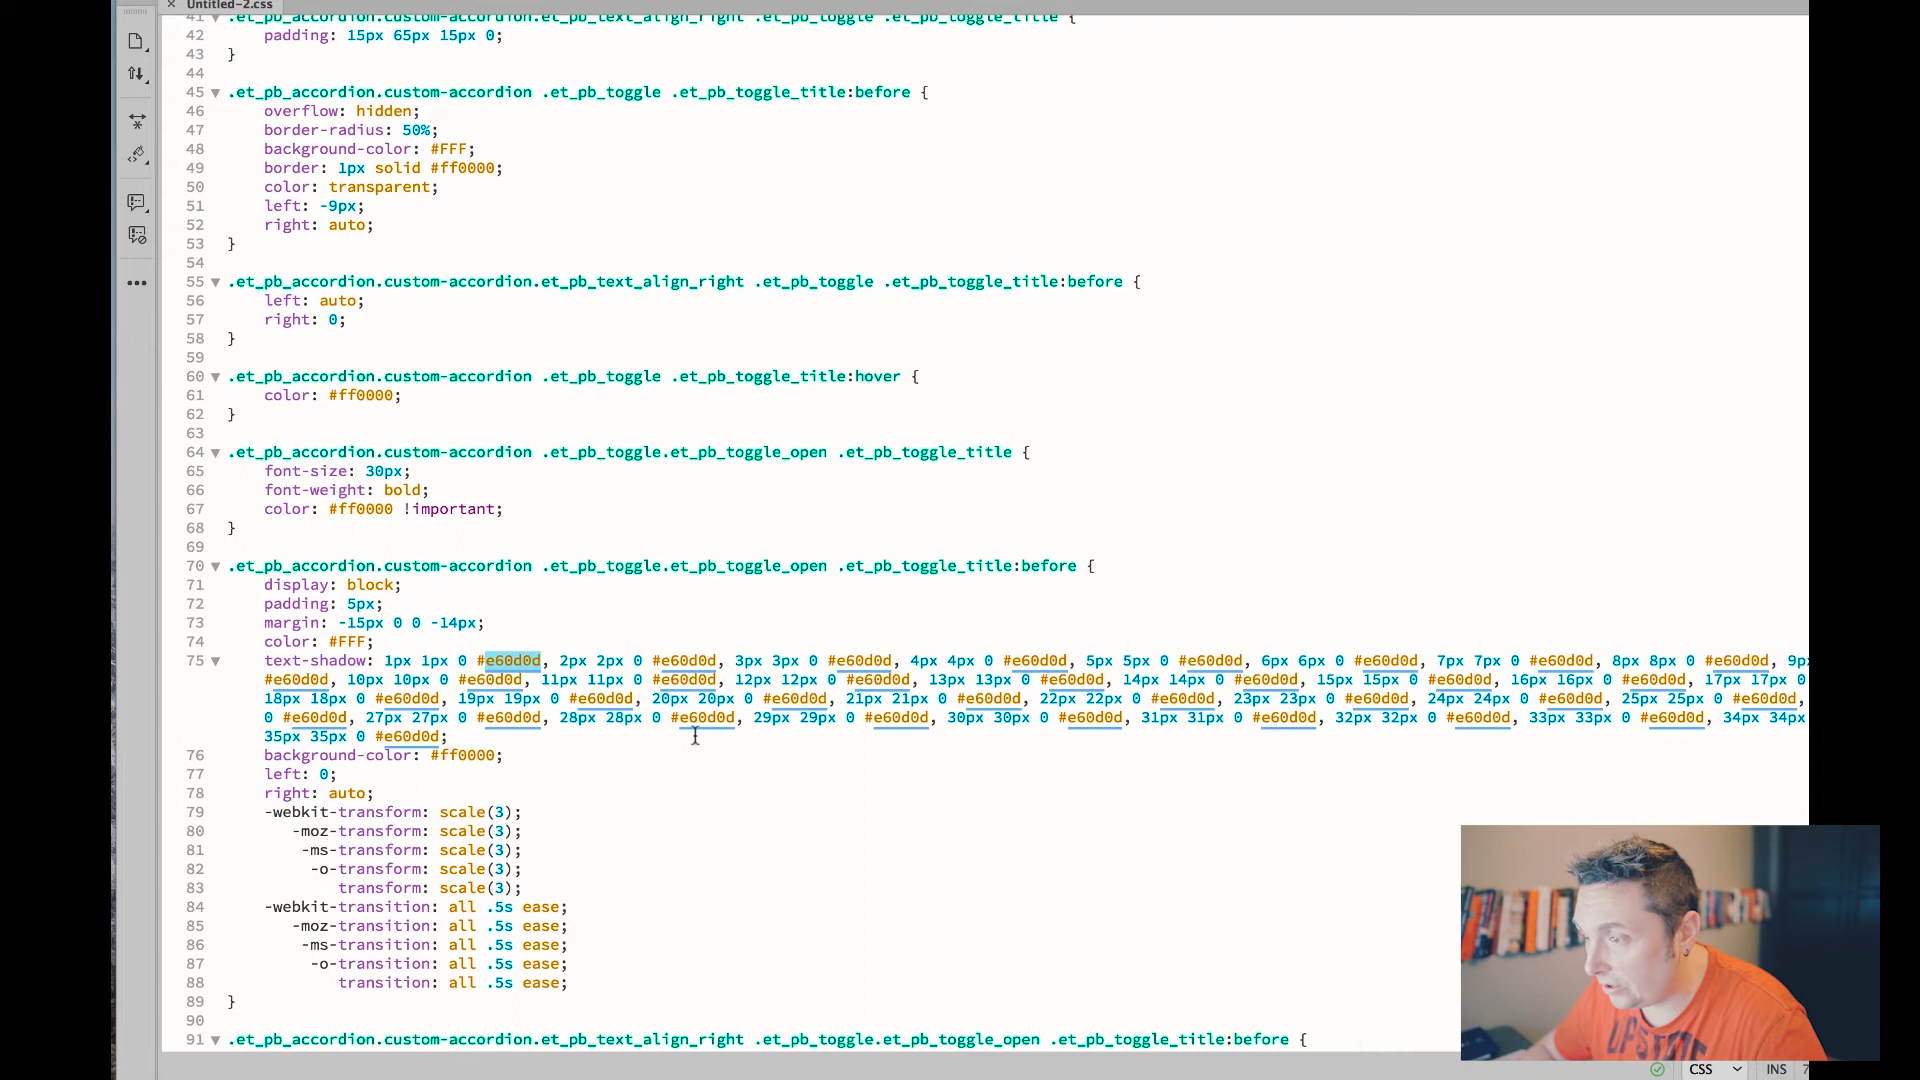 Untitled-2.css
41 .et_pb_accordion.custom-accordion.et_pb_text_align_right .et_pb_toggle .et_pb_toggle_title {
42 padding: 15px 65px 15px 0;
43 }
44
45 .et_pb_accordion.custom-accordion .et_pb_toggle .et_pb_toggle_title:before {
46 overflow: hidden;
47 border-radius: 50%;
48 background-color: #FFF;
49 border: 1px solid #ff0000;
50 color: transparent;
51 left: -9px;
52 right: auto;
53 }
54
55 .et_pb_accordion.custom-accordion.et_pb_text_align_right .et_pb_toggle .et_pb_toggle_title:before {
56 left: auto;
57 right: 0;
58 }
59
60 .et_pb_accordion.custom-accordion .et_pb_toggle .et_pb_toggle_title:hover {
61 color: #ff0000;
62 }
63
64 .et_pb_accordion.custom-accordion .et_pb_toggle.et_pb_toggle_open .et_pb_toggle_title {
65 font-size: 30px;
66 font-weight: bold;
67 color: #ff0000 !important;
68 }
69
70 .et_pb_accordion.custom-accordion .et_pb_toggle.et_pb_toggle_open .et_pb_toggle_title:before {
71 display: block;
72 padding: 5px;
73 margin: -15px 0 0 -14px;
74 color: #FFF;
75 text-shadow: 1px 1px 0 #e60d0d, 2px 2px 0 #e60d0d, 3px 3px 0 #e60d0d, 4px 4px 0 #e60d0d, 5px 5px 0 #e60d0d, 6px 6px 0 #e60d0d, 7px 7px 0 #e60d0d, 8px 8px 0 #e60d0d, 9px
#e60d0d, 10px 10px 0 #e60d0d, 11px 11px 0 #e60d0d, 12px 12px 0 #e60d0d, 13px 13px 0 #e60d0d, 14px 14px 0 #e60d0d, 15px 15px 0 #e60d0d, 16px 16px 0 #e60d0d, 17px 17px 0
18px 18px 0 #e60d0d, 19px 19px 0 #e60d0d, 20px 20px 0 #e60d0d, 21px 21px 0 #e60d0d, 22px 22px 0 #e60d0d, 23px 23px 0 #e60d0d, 24px 24px 0 #e60d0d, 25px 25px 0 #e60d0d,
0 #e60d0d, 27px 27px 0 #e60d0d, 28px 28px 0 #e60d0d, 29px 29px 0 #e60d0d, 30px 30px 0 #e60d0d, 31px 31px 0 #e60d0d, 32px 32px 0 #e60d0d, 33px 33px 0 #e60d0d, 34px 34px
35px 35px 0 #e60d0d;
76 background-color: #ff0000;
77 left: 0;
78 right: auto;
79 -webkit-transform: scale(3);
80 -moz-transform: scale(3);
81 -ms-transform: scale(3);
82 -o-transform: scale(3);
83 transform: scale(3);
84 -webkit-transition: all .5s ease;
85 -moz-transition: all .5s ease;
86 -ms-transition: all .5s ease;
87 -o-transition: all .5s ease;
88 transition: all .5s ease;
89 }
90
91 .et_pb_accordion.custom-accordion.et_pb_text_align_right .et_pb_toggle.et_pb_toggle_open .et_pb_toggle_title:before {
CSS INS